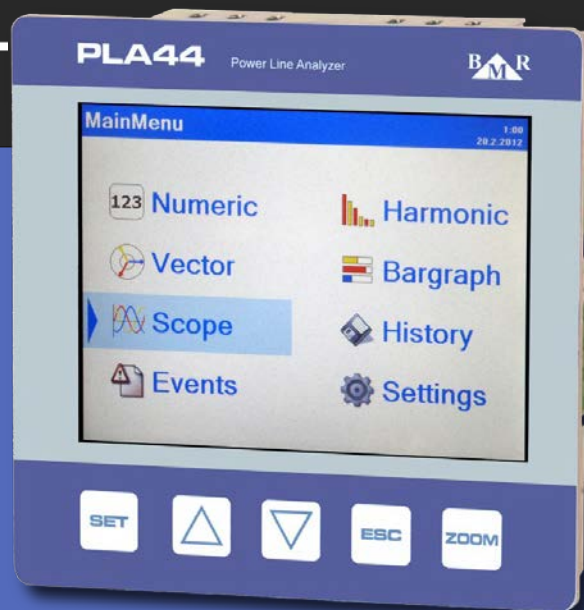 PLA44 Power Line Analyzer BMR
MainMenu
1:00
20.2.2012
123 Numeric
Harmonic
Vector
Bargraph
Scope
History
Events
Settings
SET ESC ZOOM